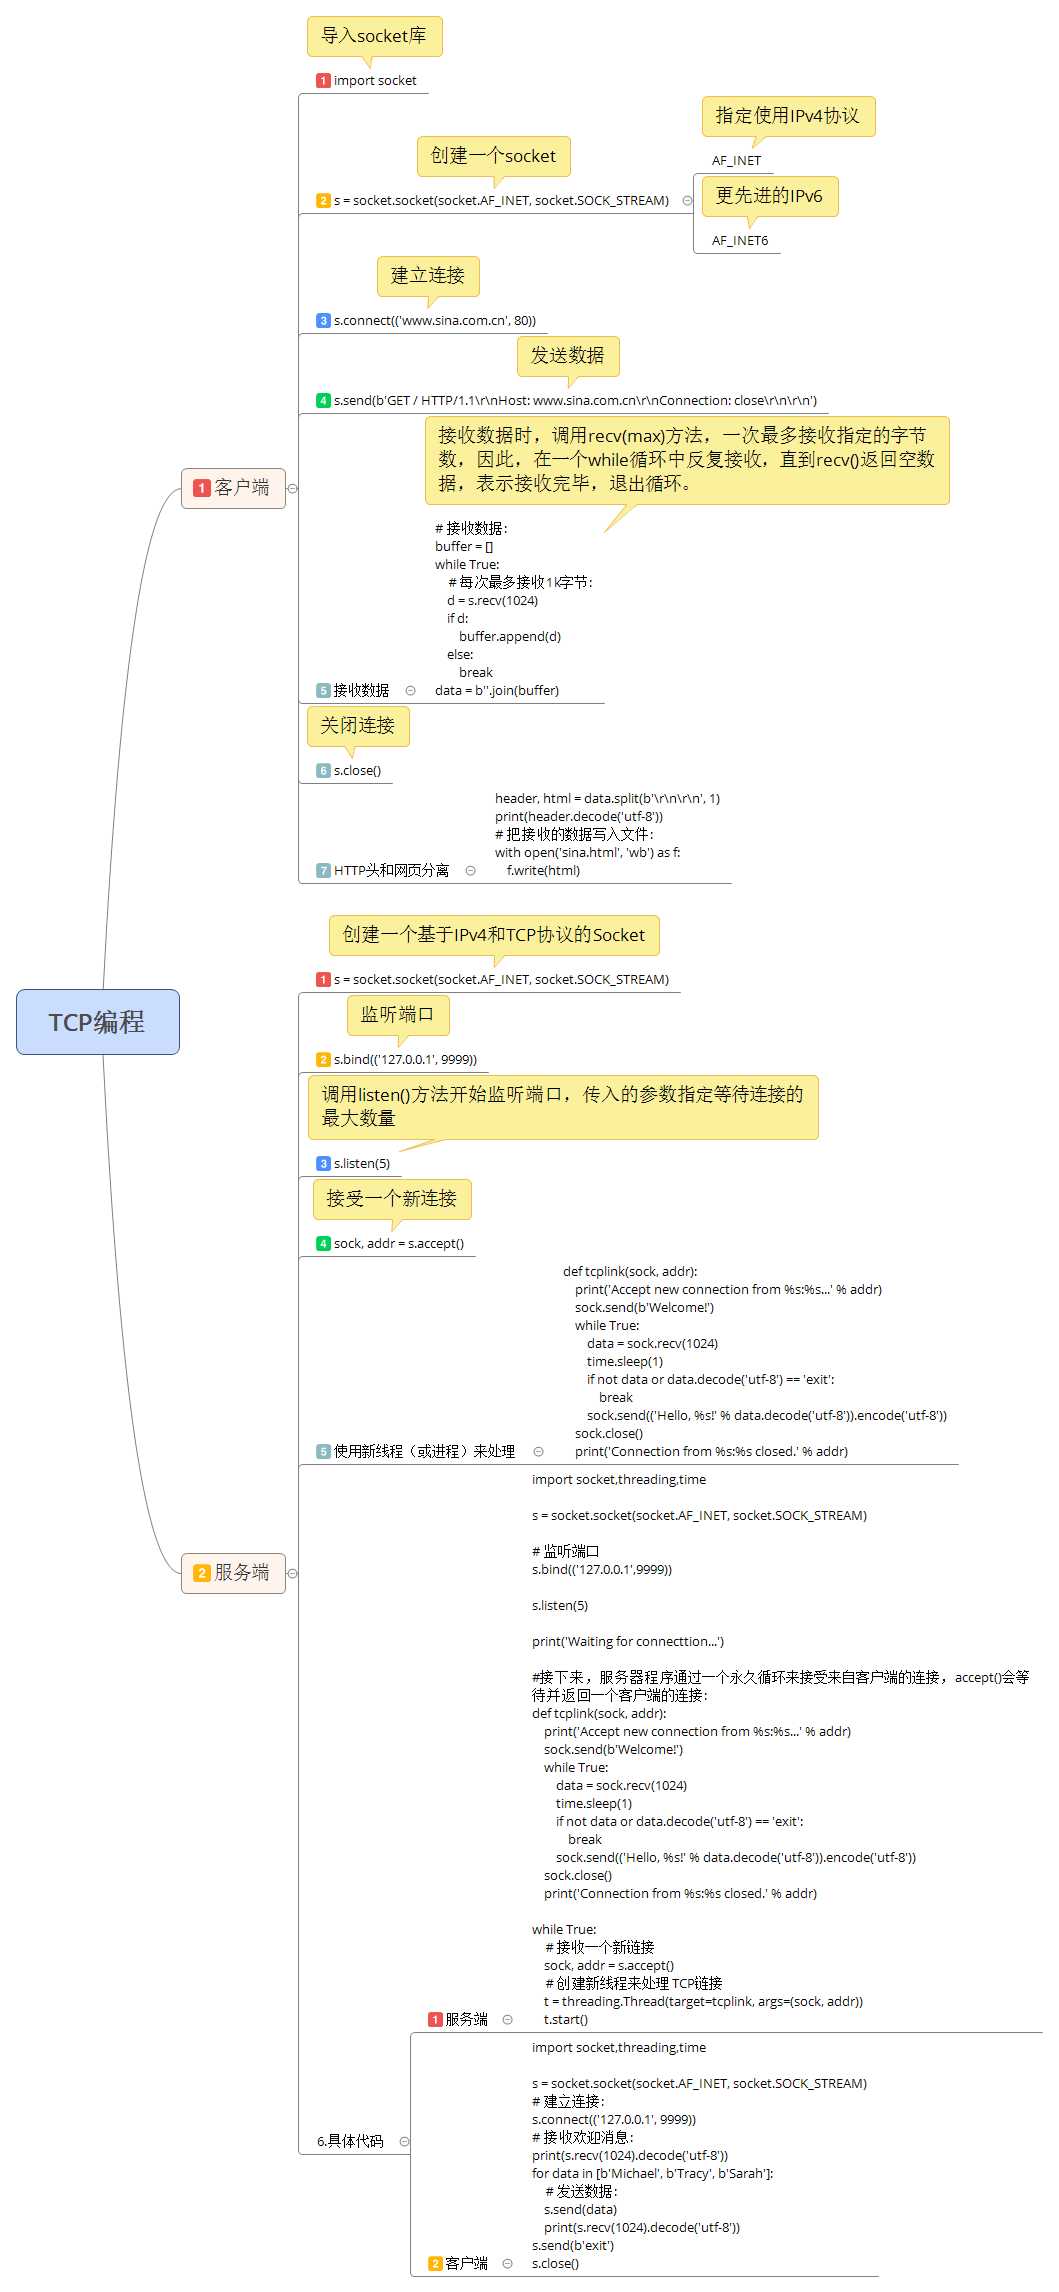 TCP编程
1 客户端
导入socket库
1 import socket
创建一个socket
2 s = socket.socket(socket.AF_INET, socket.SOCK_STREAM)
指定使用IPv4协议
AF_INET
更先进的IPv6
AF_INET6
建立连接
3 s.connect(('www.sina.com.cn', 80))
发送数据
4 s.send(b'GET / HTTP/1.1\r\nHost: www.sina.com.cn\r\nConnection: close\r\n\r\n')
接收数据时，调用recv(max)方法，一次最多接收指定的字节
数，因此，在一个while循环中反复接收，直到recv()返回空数
据，表示接收完毕，退出循环。
5 接收数据
# 接收数据:
buffer = []
while True:
    # 每次最多接收1k字节:
    d = s.recv(1024)
    if d:
        buffer.append(d)
    else:
        break
data = b''.join(buffer)
关闭连接
6 s.close()
7 HTTP头和网页分离
header, html = data.split(b'\r\n\r\n', 1)
print(header.decode('utf-8'))
# 把接收的数据写入文件:
with open('sina.html', 'wb') as f:
    f.write(html)
2 服务端
创建一个基于IPv4和TCP协议的Socket
1 s = socket.socket(socket.AF_INET, socket.SOCK_STREAM)
监听端口
2 s.bind(('127.0.0.1', 9999))
调用listen()方法开始监听端口，传入的参数指定等待连接的
最大数量
3 s.listen(5)
接受一个新连接
4 sock, addr = s.accept()
5 使用新线程（或进程）来处理
def tcplink(sock, addr):
    print('Accept new connection from %s:%s...' % addr)
    sock.send(b'Welcome!')
    while True:
        data = sock.recv(1024)
        time.sleep(1)
        if not data or data.decode('utf-8') == 'exit':
            break
        sock.send(('Hello, %s!' % data.decode('utf-8')).encode('utf-8'))
    sock.close()
    print('Connection from %s:%s closed.' % addr)
6.具体代码
1 服务端
import socket,threading,time

s = socket.socket(socket.AF_INET, socket.SOCK_STREAM)

# 监听端口
s.bind(('127.0.0.1',9999))

s.listen(5)

print('Waiting for connecttion...')

#接下来，服务器程序通过一个永久循环来接受来自客户端的连接，accept()会等
待并返回一个客户端的连接:
def tcplink(sock, addr):
    print('Accept new connection from %s:%s...' % addr)
    sock.send(b'Welcome!')
    while True:
        data = sock.recv(1024)
        time.sleep(1)
        if not data or data.decode('utf-8') == 'exit':
            break
        sock.send(('Hello, %s!' % data.decode('utf-8')).encode('utf-8'))
    sock.close()
    print('Connection from %s:%s closed.' % addr)

while True:
    # 接收一个新链接
    sock, addr = s.accept()
    # 创建新线程来处理 TCP链接
    t = threading.Thread(target=tcplink, args=(sock, addr))
    t.start()
2 客户端
import socket,threading,time

s = socket.socket(socket.AF_INET, socket.SOCK_STREAM)
# 建立连接:
s.connect(('127.0.0.1', 9999))
# 接收欢迎消息:
print(s.recv(1024).decode('utf-8'))
for data in [b'Michael', b'Tracy', b'Sarah']:
    # 发送数据:
    s.send(data)
    print(s.recv(1024).decode('utf-8'))
s.send(b'exit')
s.close()